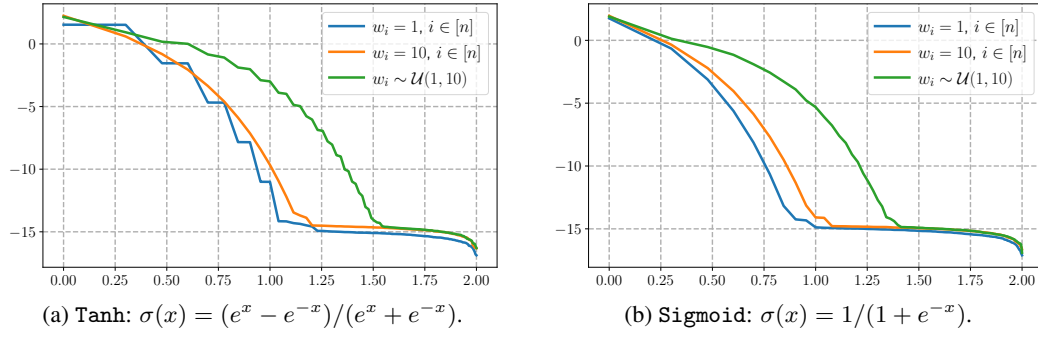 0
−5
−10
−15
0.00 0.25 0.50 0.75 1.00 1.25 1.50 1.75 2.00
w_i = 1, i ∈ [n]
w_i = 10, i ∈ [n]
w_i ∼ U(1, 10)
(a) Tanh: σ(x) = (e^x − e^{−x})/(e^x + e^{−x}).
0
−5
−10
−15
0.00 0.25 0.50 0.75 1.00 1.25 1.50 1.75 2.00
w_i = 1, i ∈ [n]
w_i = 10, i ∈ [n]
w_i ∼ U(1, 10)
(b) Sigmoid: σ(x) = 1/(1 + e^{−x}).